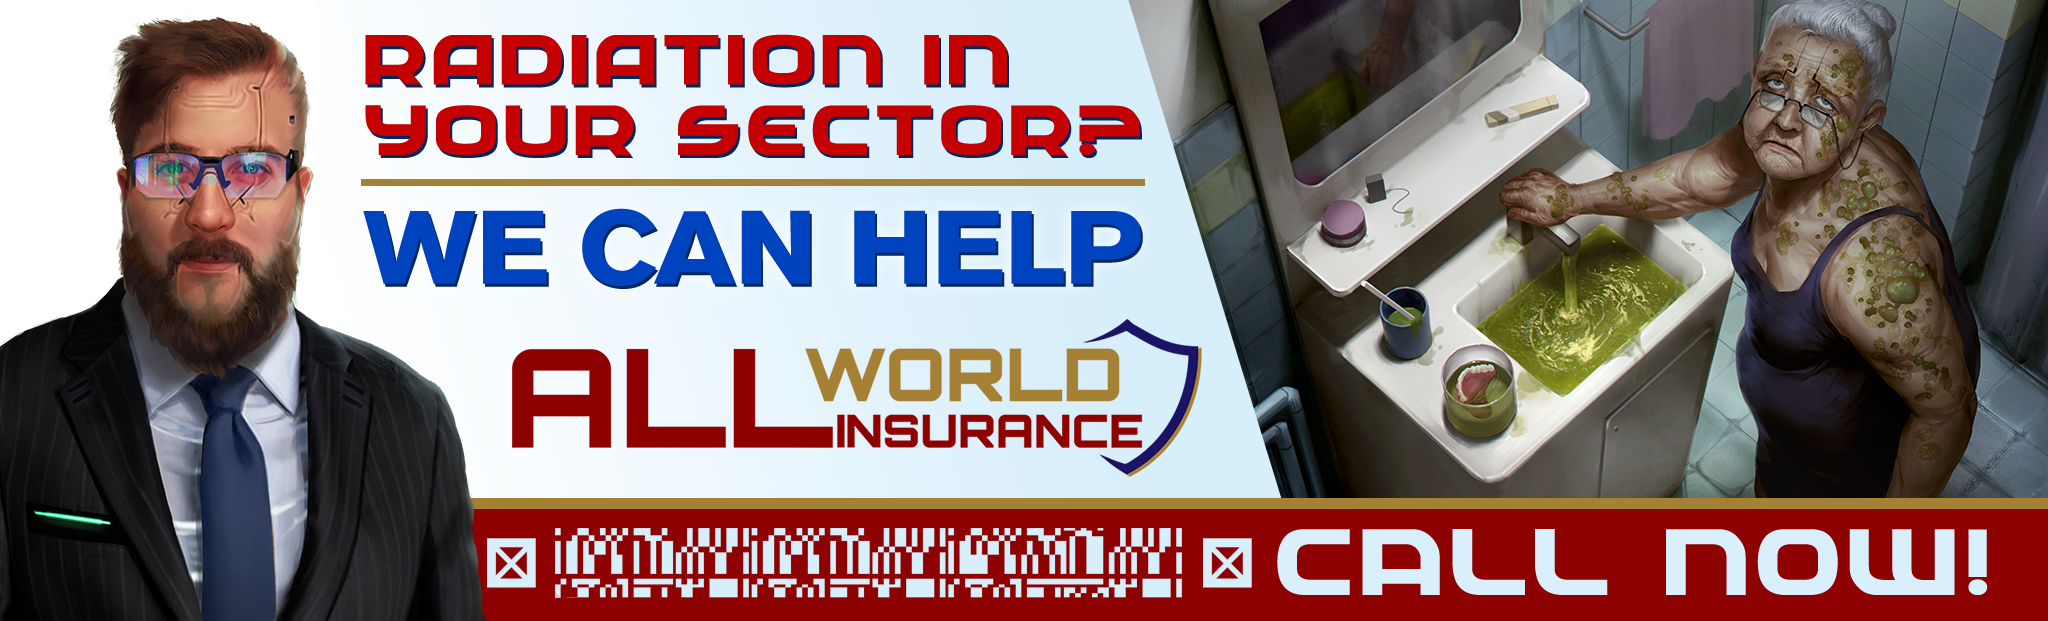 RADIATION IN
YOUR SECTOR?
WE CAN HELP
ALL WORLD
INSURANCE
CALL NOW!